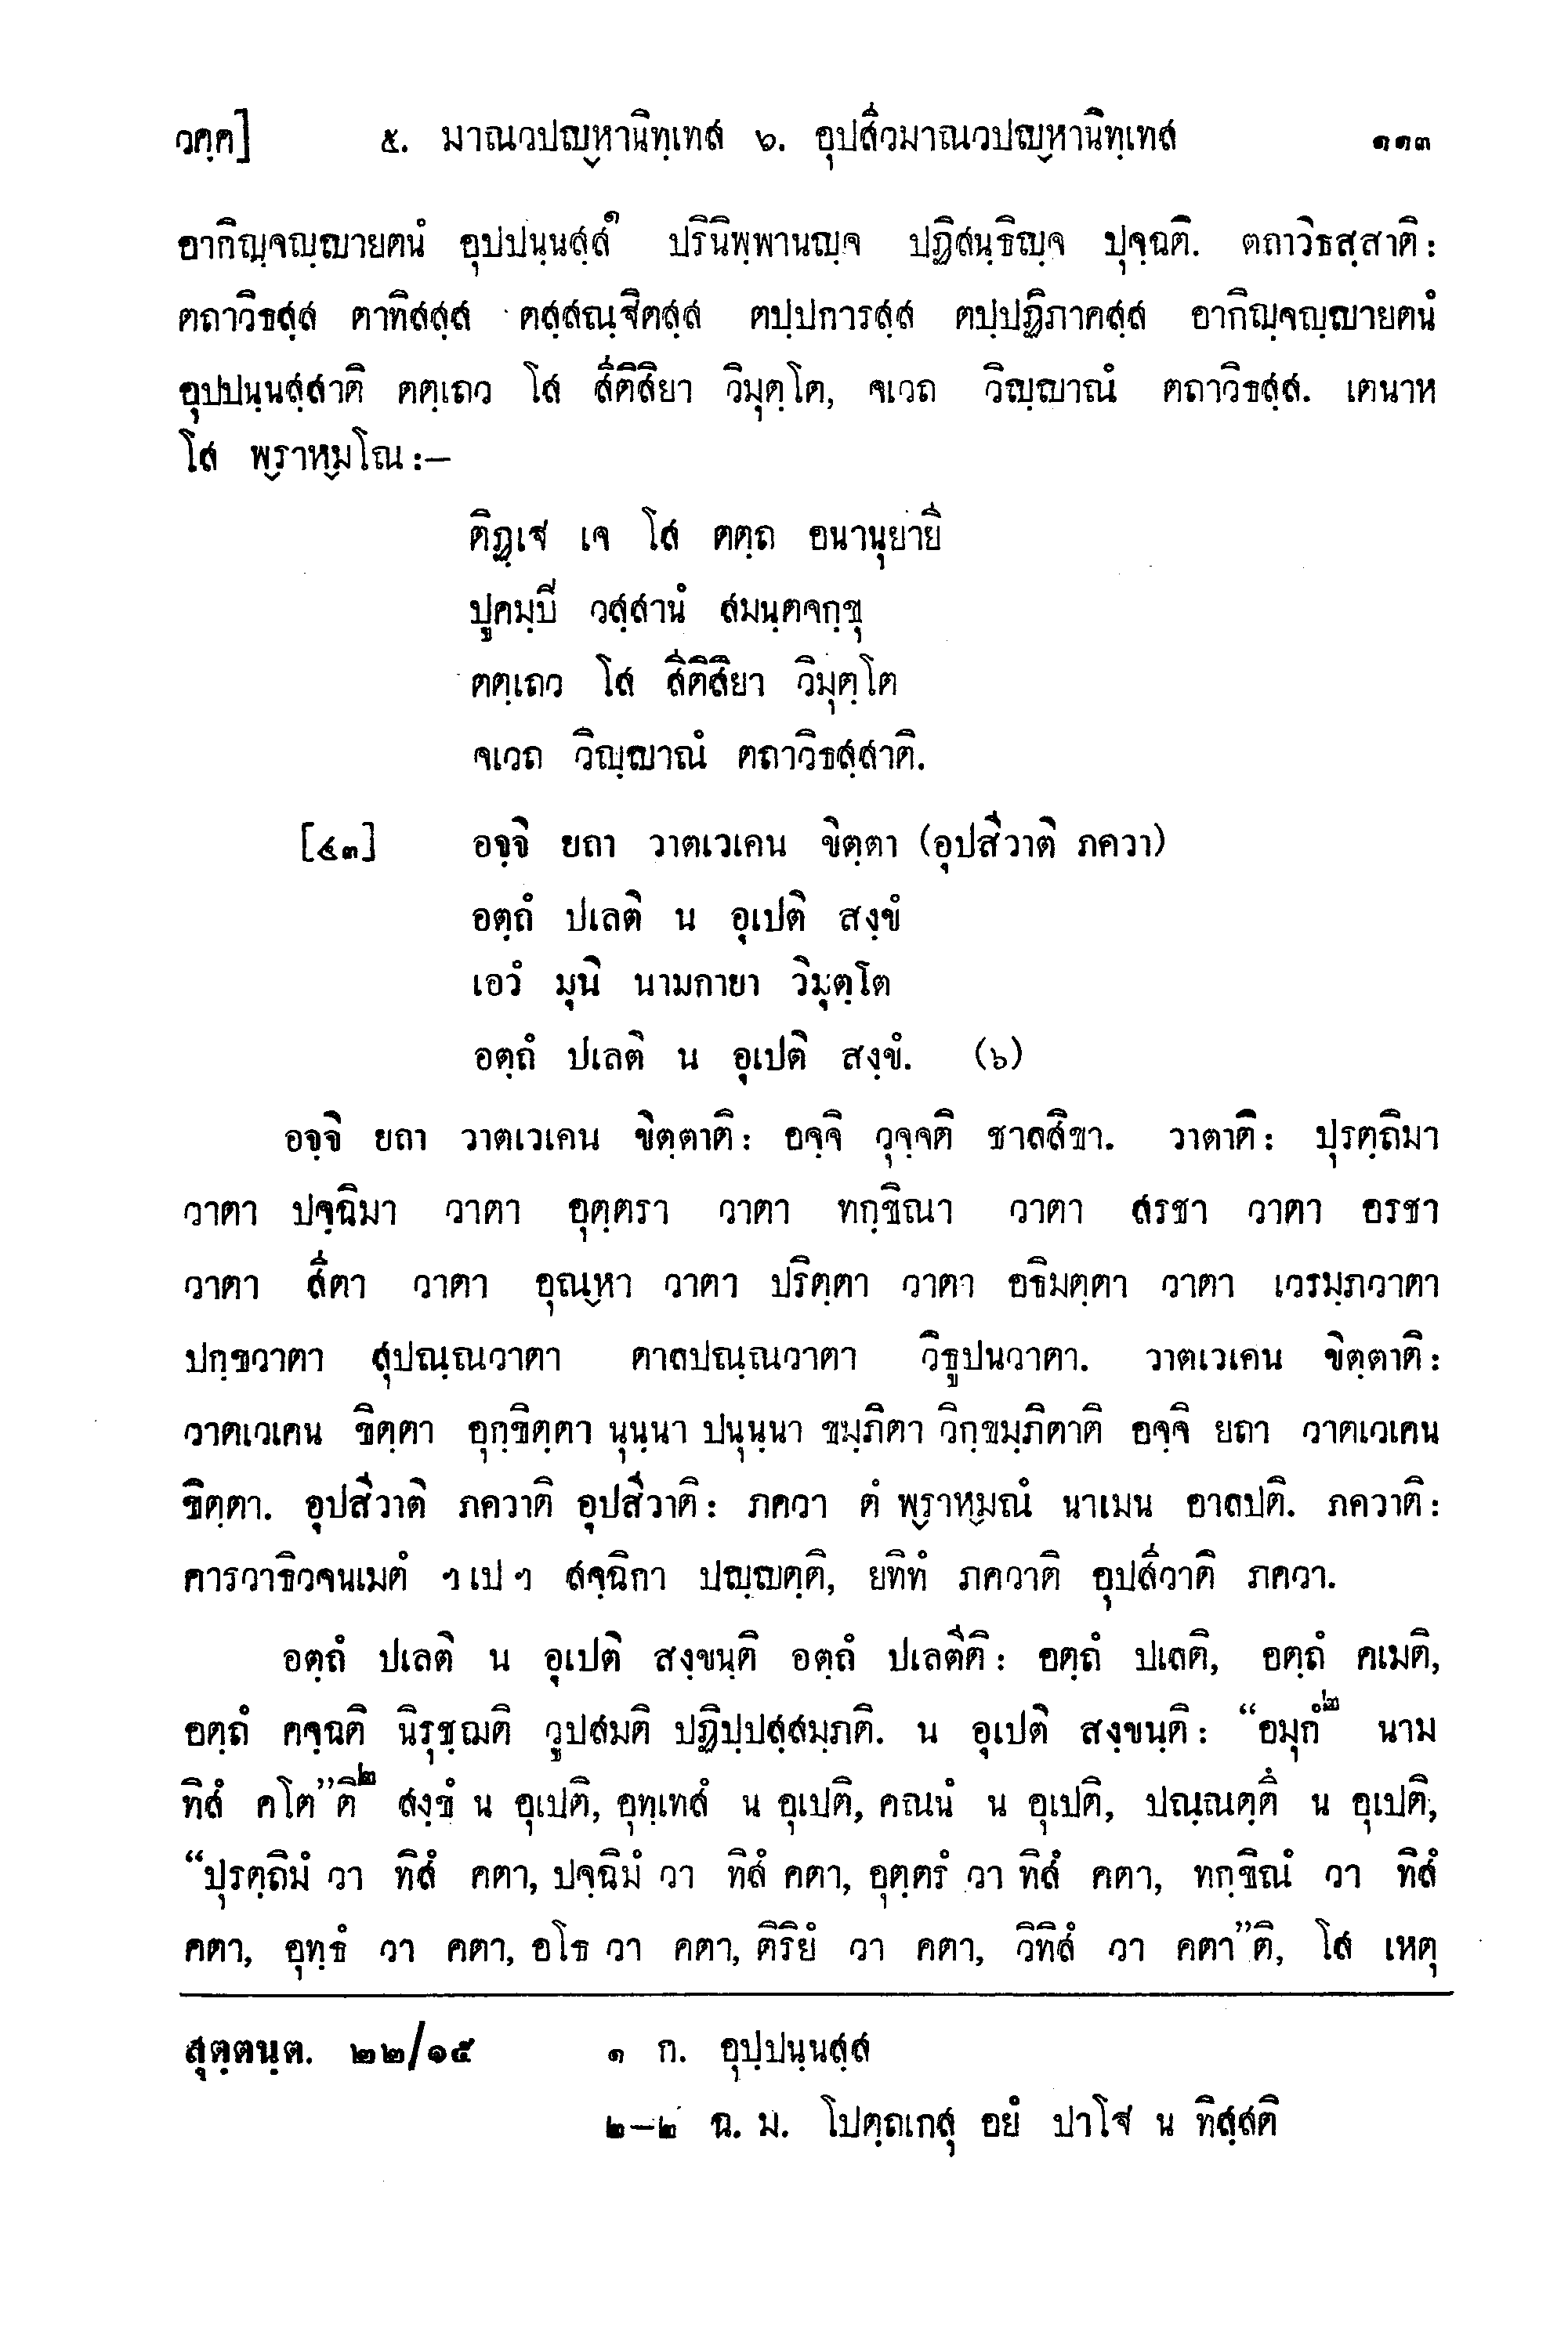 วคฺค]	๕. มาณวปญฺหานิทฺเทส ๖. อุปสีวมาณวปญฺหานิทฺเทส	๑๑๓
อากิญฺจญฺญายตนํ อุปปนฺนสฺส๑ ปรินิพฺพานญฺจ ปฏิสนฺธิญฺจ ปุจฺฉติ. ตถาวิธสฺสาติ:
ตถาวิธสฺส ตาทิสสฺส ตสฺสณฺฐิตสฺส ตปฺปการสฺส ตปฺปฏิภาคสฺส อากิญฺจญฺญายตนํ
อุปปนฺนสฺสาติ ตตฺเถว โส สีติสิยา วิมุตฺโต, จเวถ วิญฺญาณํ ตถาวิธสฺส. เตนาห
โส พฺราหฺมโณ:—
ติฏฺเฐ เจ โส ตตฺถ อนานุยายี
ปูคมฺปี วสฺสานํ สมนฺตจกฺขุ
ตตฺเถว โส สีติสิยา วิมุตฺโต
จเวถ วิญฺญาณํ ตถาวิธสฺสาติ.
[๔๓]	อจฺจิ ยถา วาตเวเคน ขิตฺตา (อุปสีวาติ ภควา)
อตฺถํ ปเลติ น อุเปติ สงฺขํ
เอวํ มุนิ นามกายา วิมุตฺโต
อตฺถํ ปเลติ น อุเปติ สงฺขํ. (๖)
อจฺจิ ยถา วาตเวเคน ขิตฺตาติ: อจฺจิ วุจฺจติ ชาลสิขา. วาตาติ: ปุรตฺถิมา
วาตา ปจฺฉิมา วาตา อุตฺตรา วาตา ทกฺขิณา วาตา สรชา วาตา อรชา
วาตา สีตา วาตา อุณฺหา วาตา ปริตฺตา วาตา อธิมตฺตา วาตา เวรมฺภวาตา
ปกฺขวาตา สุปณฺณวาตา ตาลปณฺณวาตา วิธูปนวาตา. วาตเวเคน ขิตฺตาติ:
วาตเวเคน ขิตฺตา อุกฺขิตฺตา นุนฺนา ปนุนฺนา ขมฺภิตา วิกฺขมฺภิตาติ อจฺจิ ยถา วาตเวเคน
ขิตฺตา. อุปสีวาติ ภควาติ อุปสีวาติ: ภควา ตํ พฺราหฺมณํ นาเมน อาลปติ. ภควาติ:
คารวาธิวจนเมตํ ฯ เป ฯ สจฺฉิกา ปญฺญตฺติ, ยทิทํ ภควาติ อุปสีวาติ ภควา.
อตฺถํ ปเลติ น อุเปติ สงฺขนฺติ อตฺถํ ปเลตีติ: อตฺถํ ปเลติ, อตฺถํ คเมติ,
อตฺถํ คจฺฉติ นิรุชฺฌติ วูปสมติ ปฏิปฺปสฺสมฺภติ. น อุเปติ สงฺขนฺติ: “อมุกํ๒ นาม
ทิสํ คโต”ติ๒ สงฺขํ น อุเปติ, อุทฺเทสํ น อุเปติ, คณนํ น อุเปติ, ปณฺณตฺตึ น อุเปติ,
“ปุรตฺถิมํ วา ทิสํ คตา, ปจฺฉิมํ วา ทิสํ คตา, อุตฺตรํ วา ทิสํ คตา, ทกฺขิณํ วา ทิสํ
คตา, อุทฺธํ วา คตา, อโธ วา คตา, ติริยํ วา คตา, วิทิสํ วา คตา”ติ, โส เหตุ
สุตฺตนฺต. ๒๒/๑๕	๑ ก. อุปฺปนฺนสฺส
๒—๒ ฉ. ม. โปตฺถเกสุ อยํ ปาโฐ น ทิสฺสติ